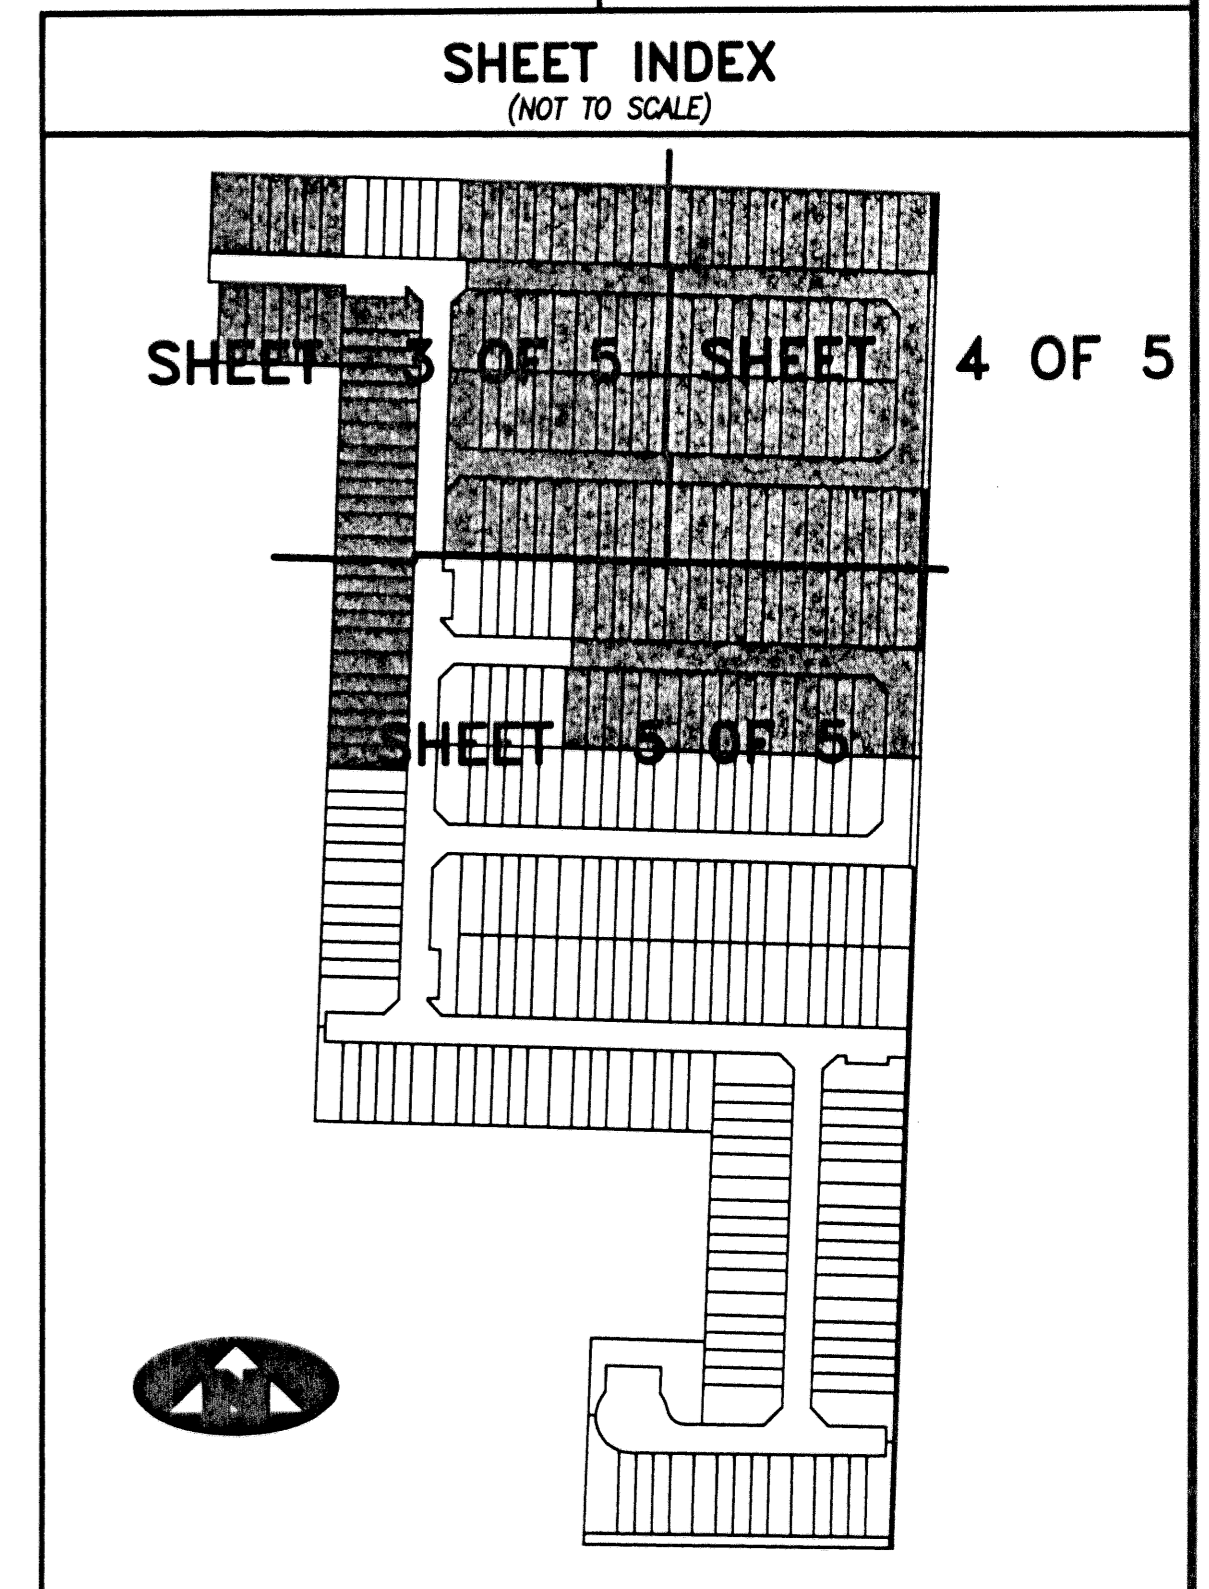 SHEET INDEX
(NOT TO SCALE)
SHEET 3 OF 5
SHEET 4 OF 5
SHEET 5 OF 5
N